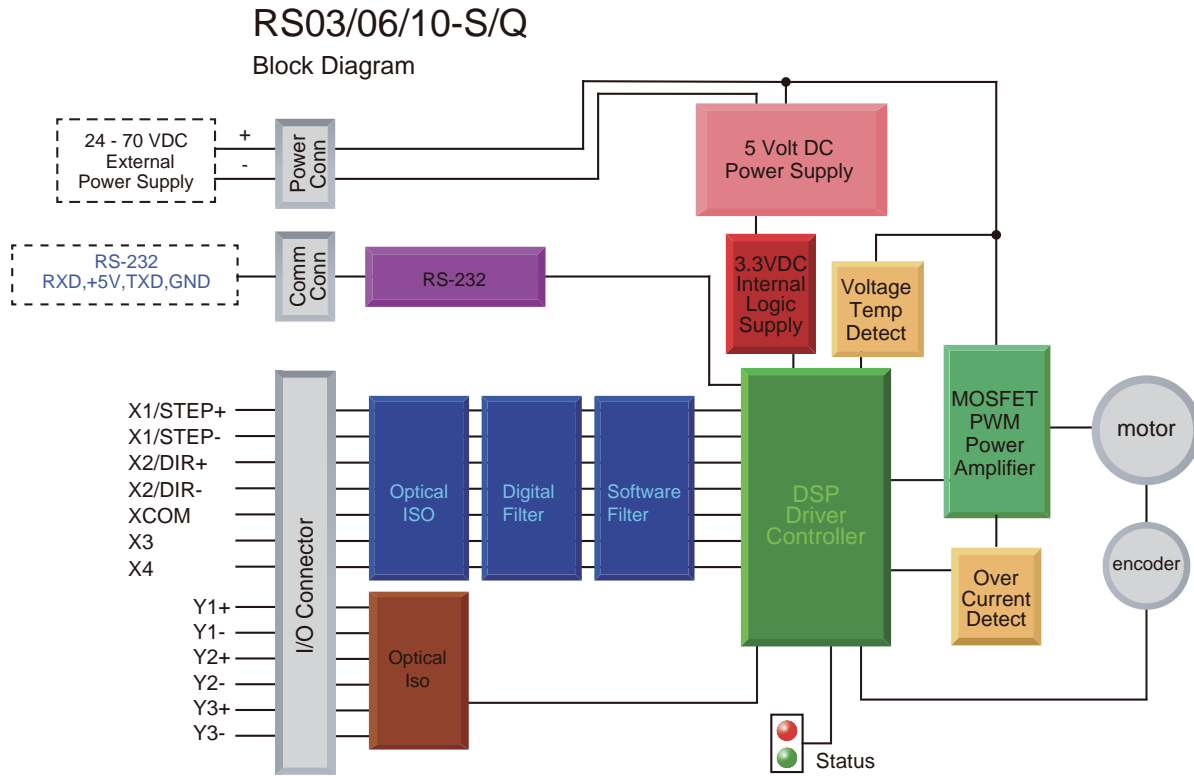 RS03/06/10-S/Q
Block Diagram
24 - 70 VDC
External
Power Supply
+
-
Power
Conn
5 Volt DC
Power Supply
RS-232
RXD,+5V,TXD,GND
Comm
Conn
RS-232
3.3VDC
Internal
Logic
Supply
Voltage
Temp
Detect
X1/STEP+
X1/STEP-
X2/DIR+
X2/DIR-
XCOM
X3
X4
Y1+
Y1-
Y2+
Y2-
Y3+
Y3-
I/O Connector
Optical
ISO
Digital
Filter
Software
Filter
Optical
Iso
DSP
Driver
Controller
MOSFET
PWM
Power
Amplifier
motor
encoder
Over
Current
Detect
Status